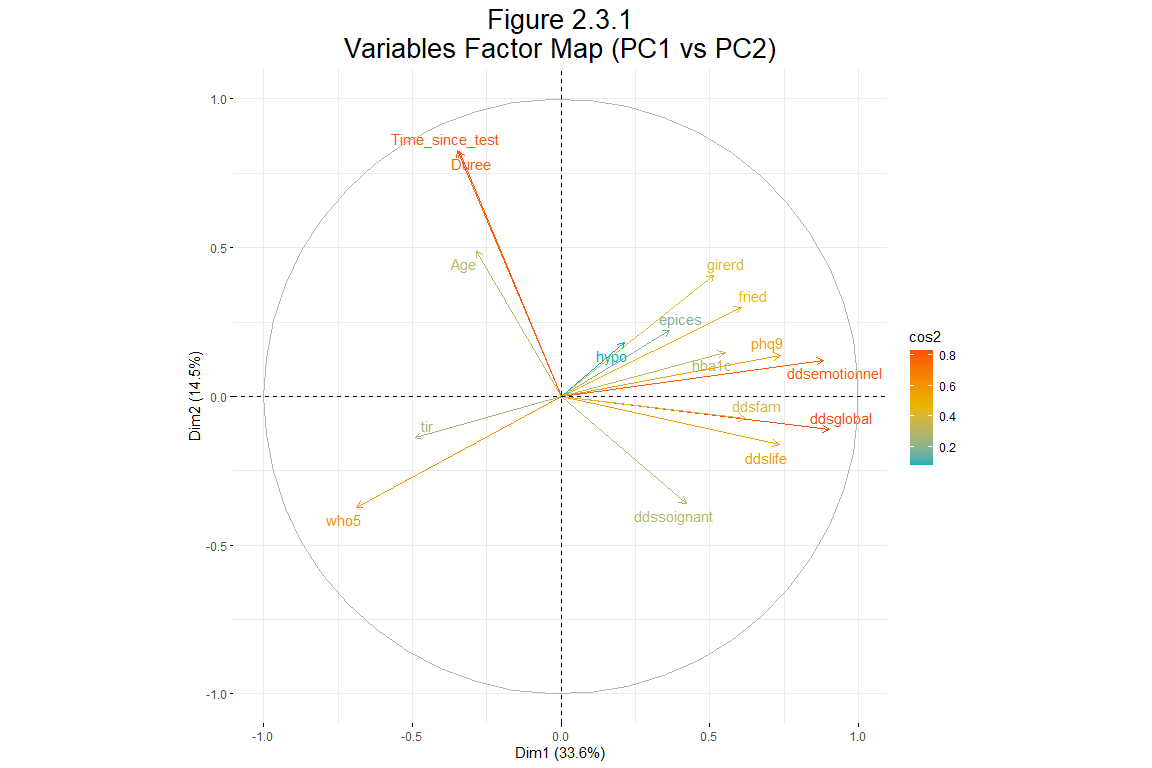 Figure 2.3.1
Variables Factor Map (PC1 vs PC2)
1.0
0.5
0.0
-0.5
-1.0
Dim2 (14.5%)
Time_since_test
Duree
Age
girerd
fried
epices
hypo
phq9
hba1c
ddsemotionnel
ddsfam
ddsglobal
tir
ddslife
who5
ddssoignant
-1.0
-0.5
0.0
0.5
1.0
Dim1 (33.6%)
cos2
0.8
0.6
0.4
0.2